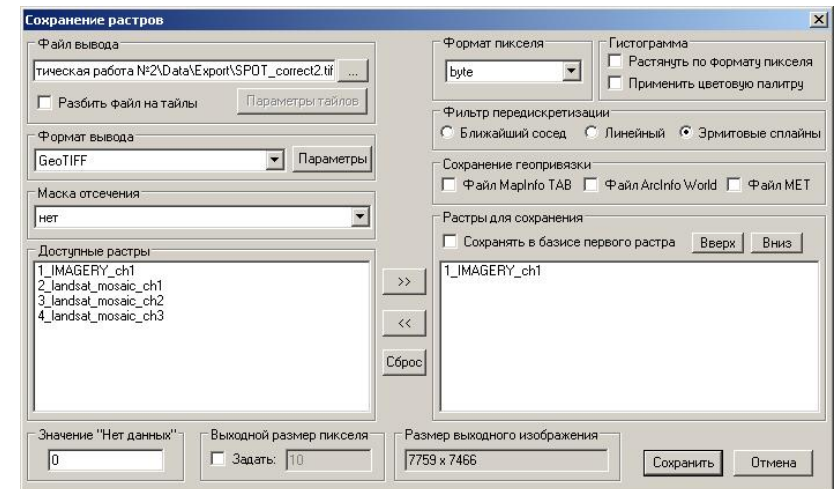 Сохранение растров
Файл вывода
тическая работа №2\Data\Export\SPOT_correct2.tif ...
Разбить файл на тайлы Параметры тайлов
Формат вывода
GeoTIFF Параметры
Маска отсечения
нет
Доступные растры
1_IMAGERY_ch1
2_landsat_mosaic_ch1
3_landsat_mosaic_ch2
4_landsat_mosaic_ch3
>>
<<
Сброс
Формат пикселя
byte
Гистограмма
Растянуть по формату пикселя
Применить цветовую палитру
Фильтр передискретизации
Ближайший сосед Линейный Эрмитовые сплайны
Сохранение геопривязки
Файл MapInfo TAB Файл ArcInfo World Файл MET
Растры для сохранения
Сохранять в базисе первого растра Вверх Вниз
1_IMAGERY_ch1
Значение "Нет данных"
0
Выходной размер пикселя
Задать: 10
Размер выходного изображения
7759 x 7466
Сохранить Отмена